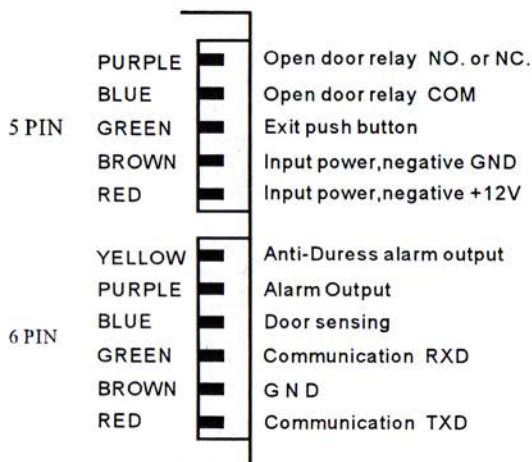 PURPLE Open door relay NO. or NC.
BLUE Open door relay COM
5 PIN GREEN Exit push button
BROWN Input power,negative GND
RED Input power,negative +12V
YELLOW Anti-Duress alarm output
PURPLE Alarm Output
BLUE Door sensing
6 PIN GREEN Communication RXD
BROWN G N D
RED Communication TXD